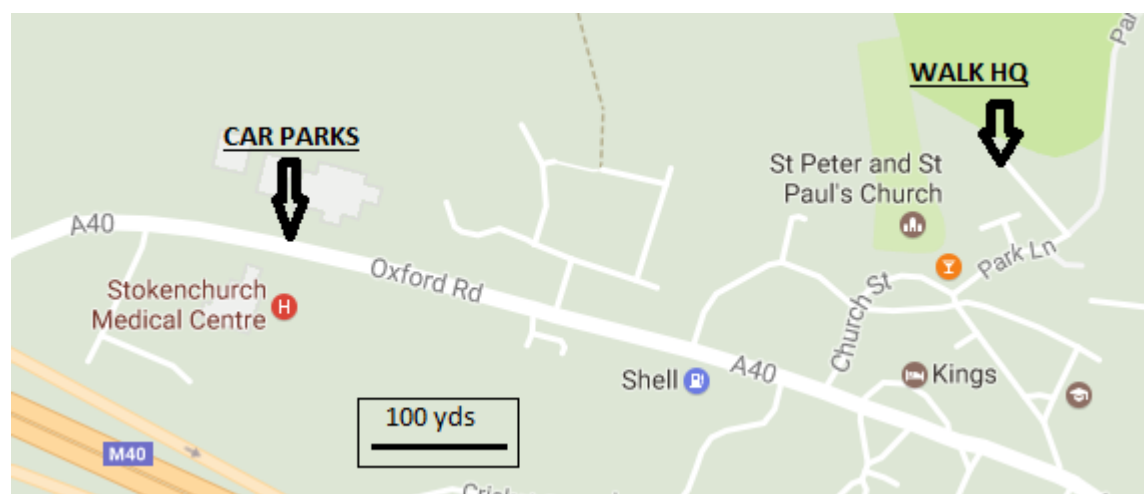 WALK HQ
CAR PARKS
St Peter and St
Paul's Church
A40
Park Ln
Oxford Rd
Stokenchurch
Medical Centre
H
Church St
A40
Shell
Kings
100 yds
M40